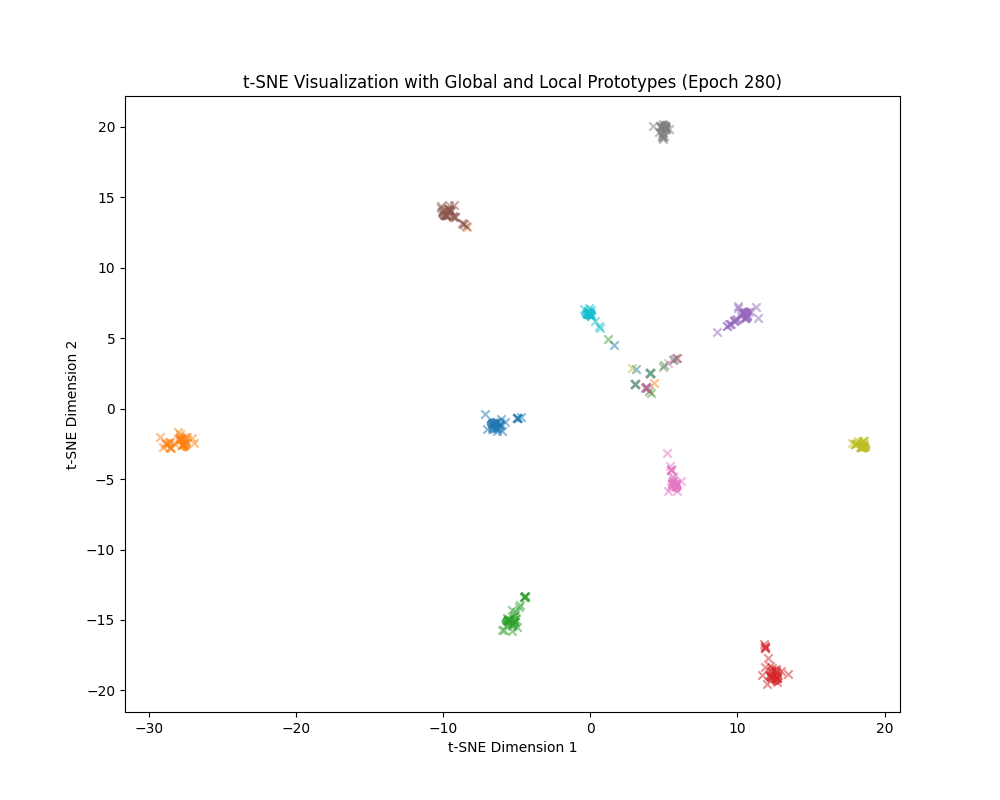 t-SNE Visualization with Global and Local Prototypes (Epoch 280)
20
15
10
5
0
−5
−10
−15
−20
t-SNE Dimension 2
−30 −20 −10 0 10 20
t-SNE Dimension 1